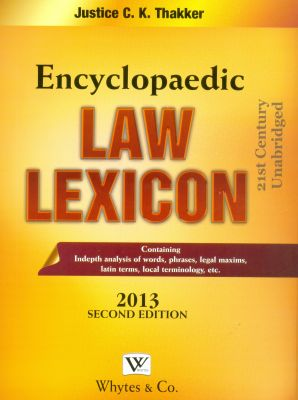 Justice C. K. Thakker
Encyclopaedic
LAW
LEXICON
21st Century
Unabridged
Containing
Indepth analysis of words, phrases, legal maxims,
latin terms, local terminology, etc.
2013
SECOND EDITION
W
Whytes & Co.